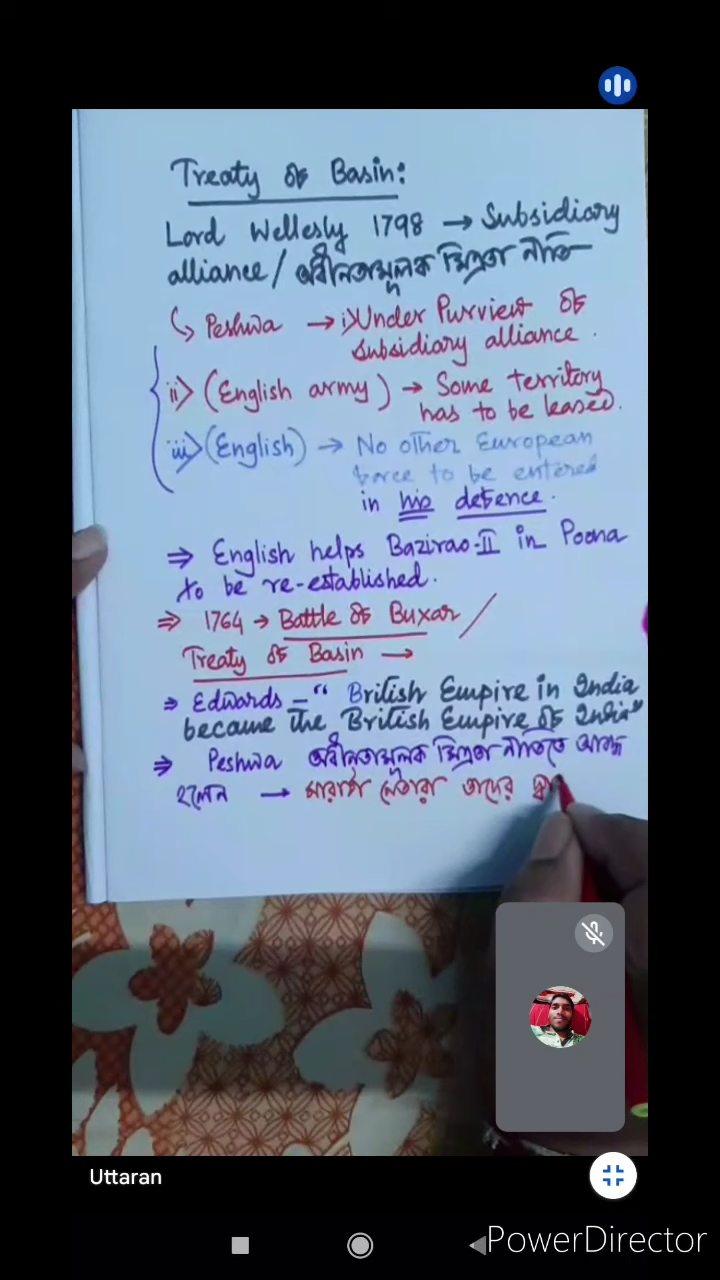 Treaty of Basin:
Lord Wellesly 1798 → Subsidiary
alliance / অধীনতামূলক মিত্রতা নীতি
↳ Peshwa → i> Under Purview of
subsidiary alliance.
ii> (English army) → Some territory
has to be leased.
iii> (English) → No other European
force to be entered
in his defence.
⇒ English helps Bazirao-II in Poona
to be re-established.
⇒ 1764 → Battle of Buxar /
Treaty of Basin →
⇒ Edwards – " British Empire in India
became the British Empire of India"
⇒ Peshwa অধীনতামূলক মিত্রতা নীতিতে আবদ্ধ
হলেন → মারাঠা নেতারা তাদের
Uttaran
PowerDirector